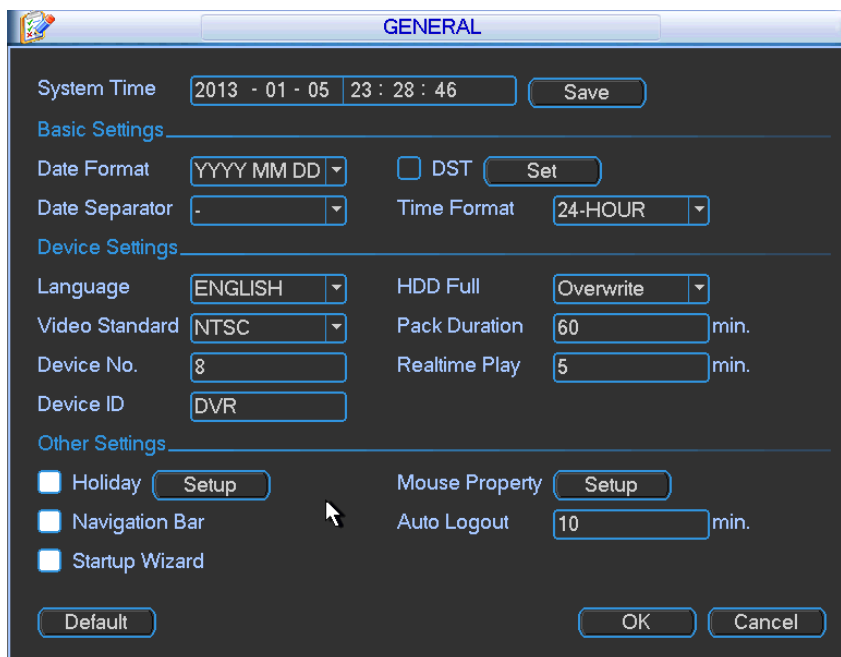 GENERAL
System Time 2013 - 01 - 05 23 : 28 : 46 Save
Basic Settings
Date Format YYYY MM DD DST Set
Date Separator - Time Format 24-HOUR
Device Settings
Language ENGLISH HDD Full Overwrite
Video Standard NTSC Pack Duration 60 min.
Device No. 8 Realtime Play 5 min.
Device ID DVR
Other Settings
Holiday Setup Mouse Property Setup
Navigation Bar Auto Logout 10 min.
Startup Wizard
Default OK Cancel